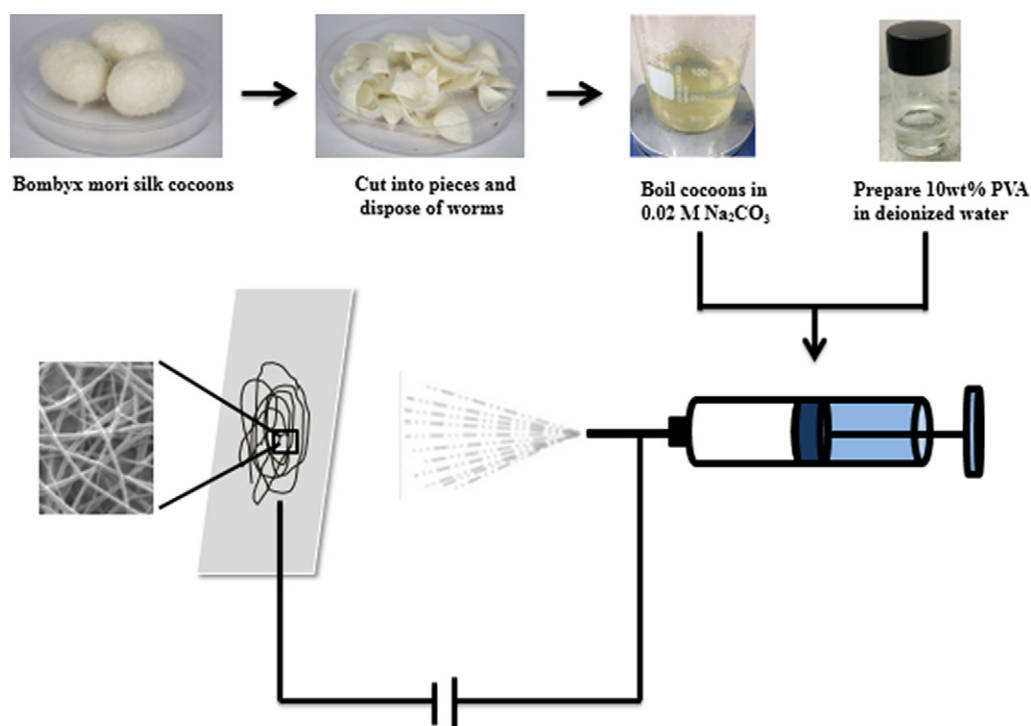 Bombyx mori silk cocoons
Cut into pieces and
dispose of worms
Boil cocoons in
0.02 M Na₂CO₃
Prepare 10wt% PVA
in deionized water
100